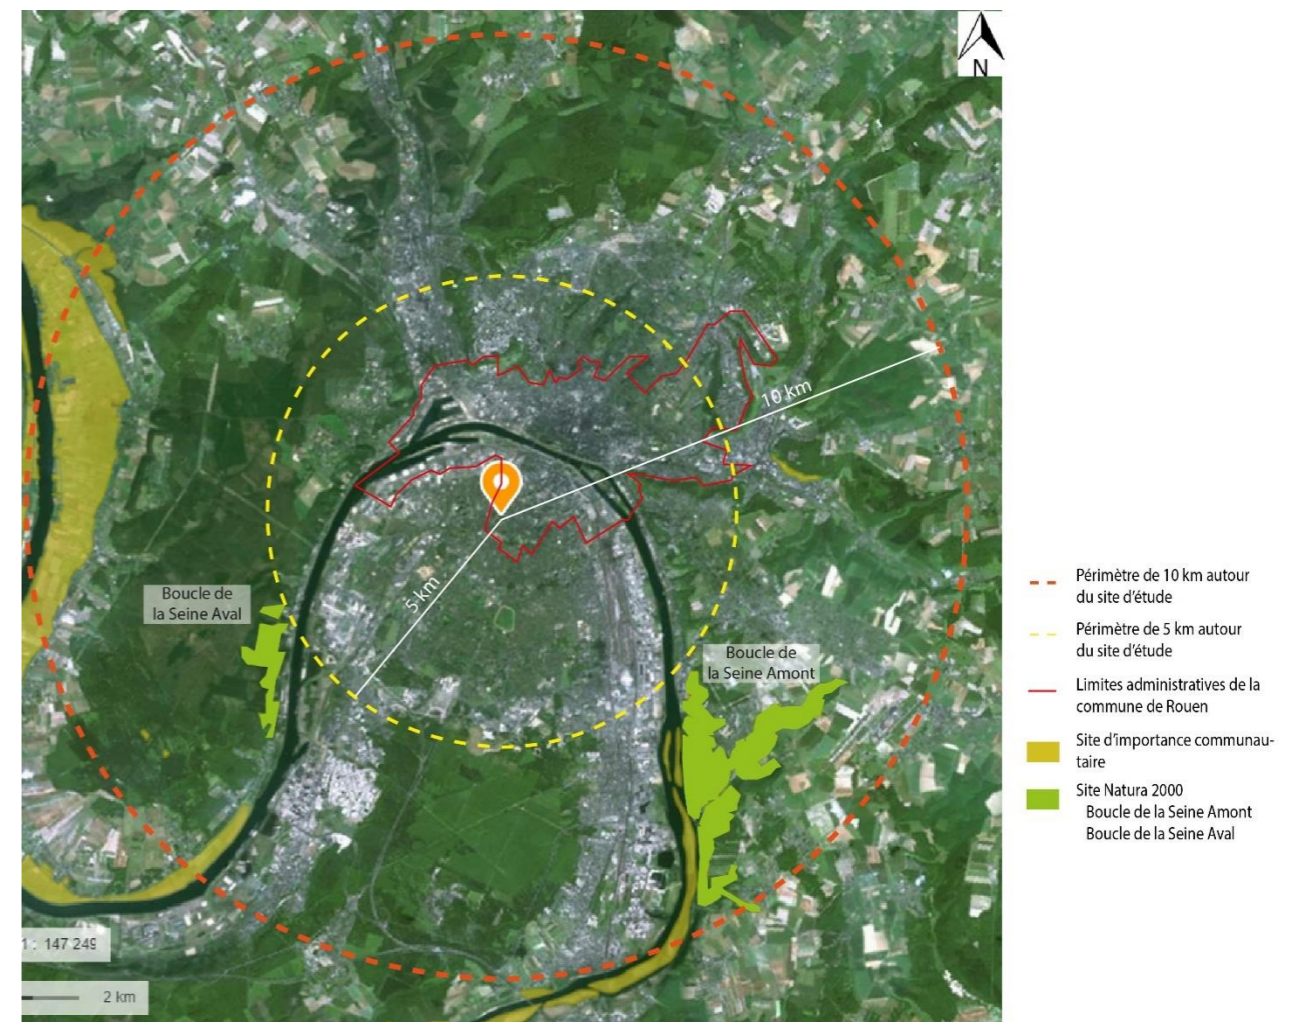 N
10 km
5 km
Boucle de
la Seine Aval
Boucle de
la Seine Amont
1 : 147 249
2 km
Périmètre de 10 km autour
du site d'étude
Périmètre de 5 km autour
du site d'étude
Limites administratives de la
commune de Rouen
Site d'importance communau-
taire
Site Natura 2000
Boucle de la Seine Amont
Boucle de la Seine Aval